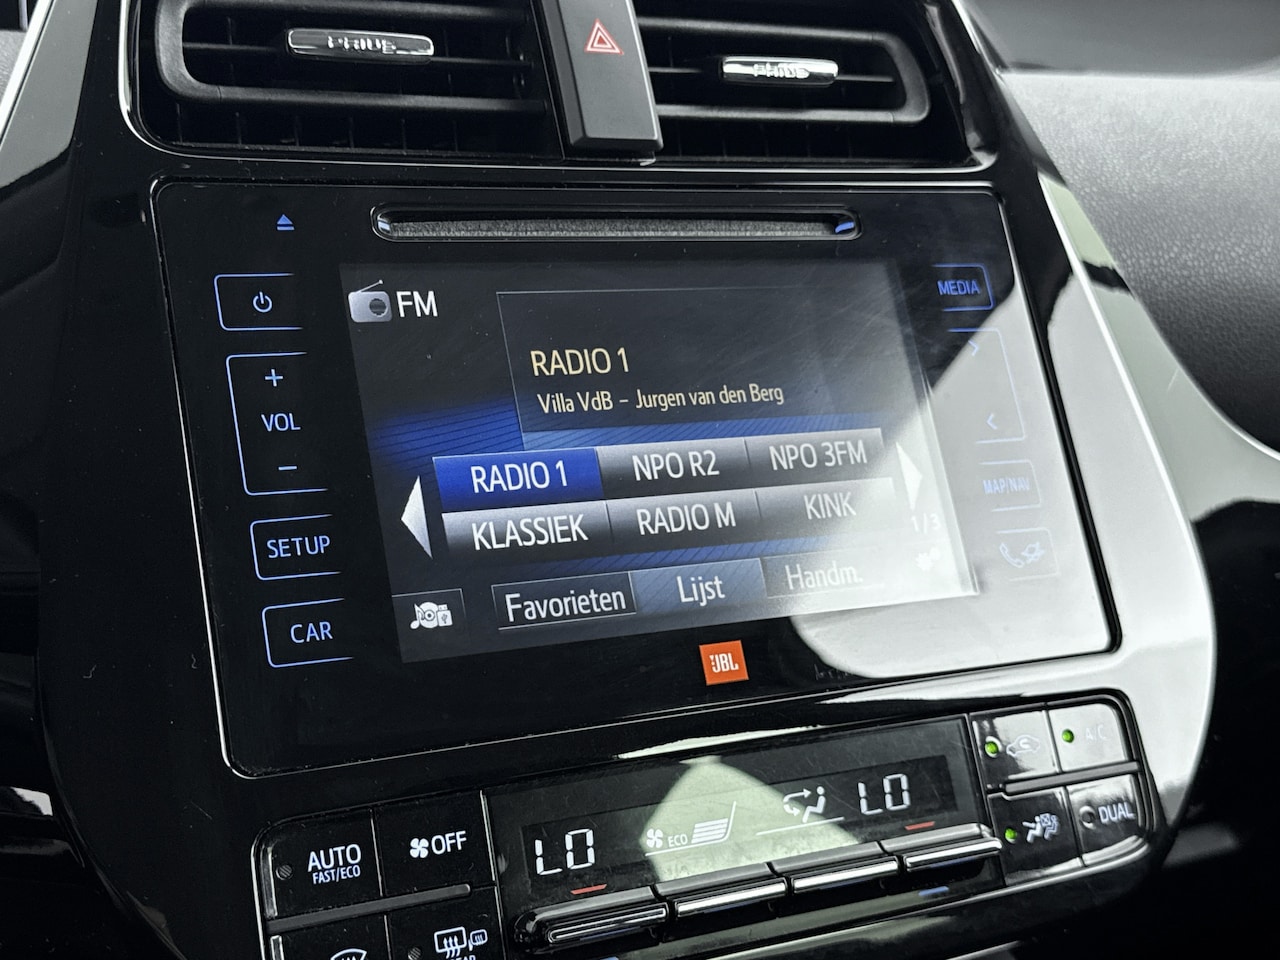 PRIUS
PRIUS
FM
MEDIA
RADIO 1
Villa VdB - Jurgen van den Berg
+
VOL
-
RADIO 1
NPO R2
NPO 3FM
KLASSIEK
RADIO M
KINK
1/3
MAP/NAV
SETUP
Favorieten
Lijst
Handm.
CAR
JBL
A/C
AUTO
FAST/ECO
OFF
LO
ECO
LO
DUAL